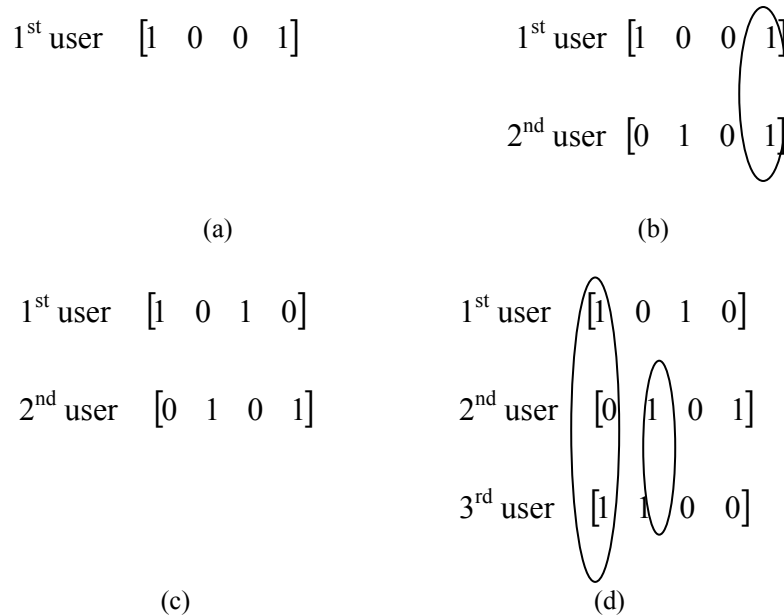 1st user [1 0 0 1]
1st user [1 0 0 1]
2nd user [0 1 0 1]
(a)
(b)
1st user [1 0 1 0]
2nd user [0 1 0 1]
1st user [1 0 1 0]
2nd user [0 1 0 1]
3rd user [1 1 0 0]
(c)
(d)